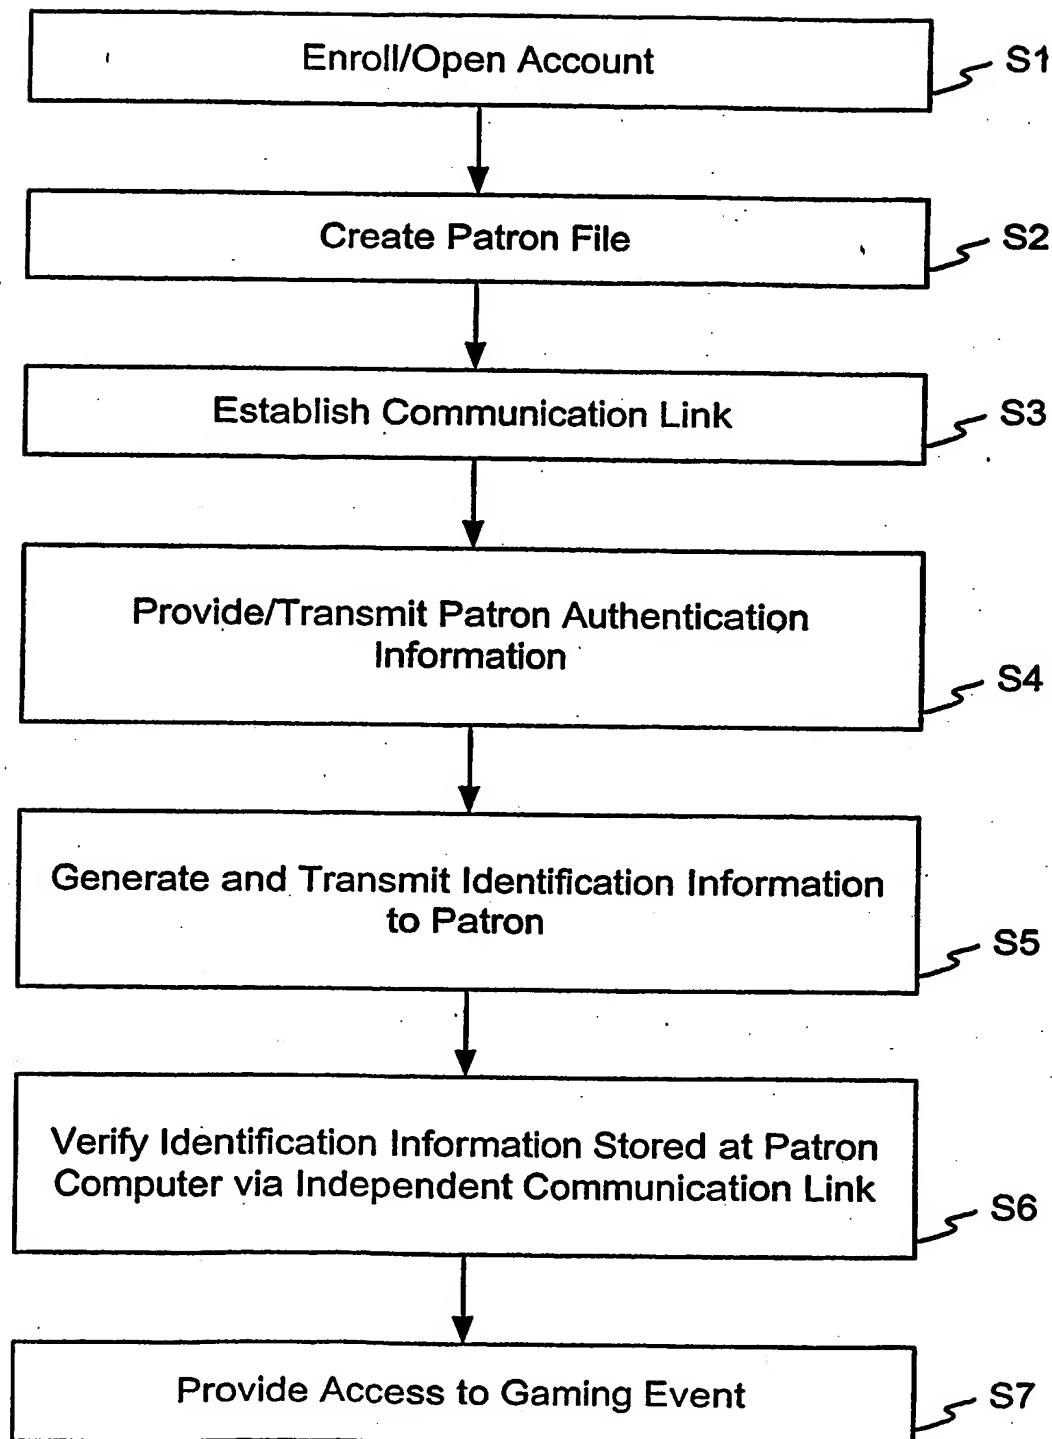 Enroll/Open Account
S1
Create Patron File
S2
Establish Communication Link
S3
Provide/Transmit Patron Authentication
Information
S4
Generate and Transmit Identification Information
to Patron
S5
Verify Identification Information Stored at Patron
Computer via Independent Communication Link
S6
Provide Access to Gaming Event
S7